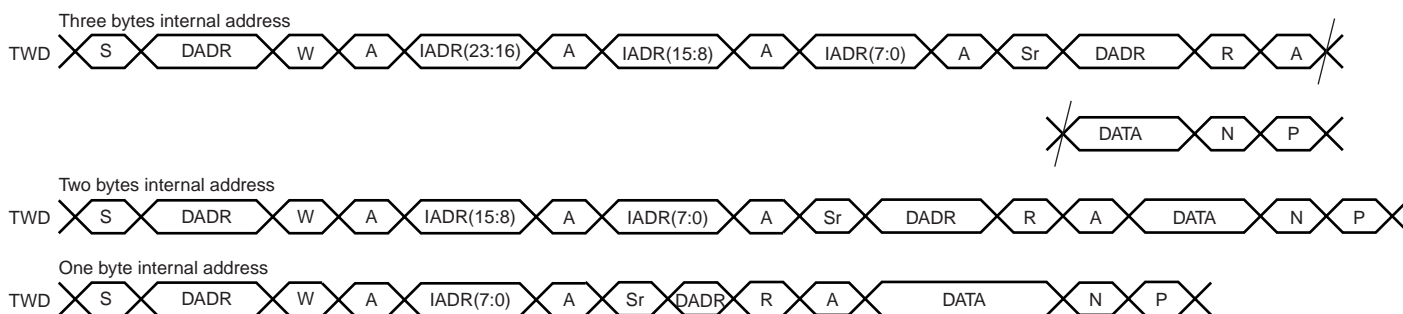 Three bytes internal address
TWD S DADR W A IADR(23:16) A IADR(15:8) A IADR(7:0) A Sr DADR R A
DATA N P
Two bytes internal address
TWD S DADR W A IADR(15:8) A IADR(7:0) A Sr DADR R A DATA N P
One byte internal address
TWD S DADR W A IADR(7:0) A Sr DADR R A DATA N P